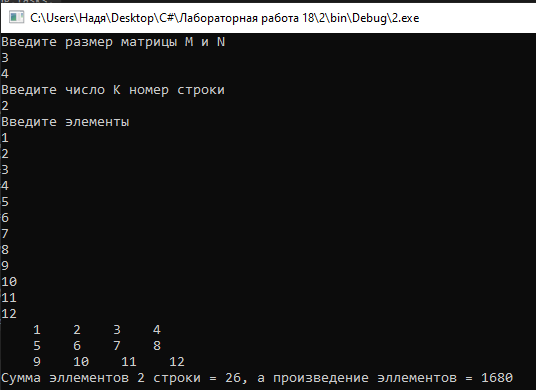 C:\Users\Надя\Desktop\C#\Лабораторная работа 18\2\bin\Debug\2.exe
Введите размер матрицы M и N
3
4
Введите число K номер строки
2
Введите элементы
1
2
3
4
5
6
7
8
9
10
11
12
1 2 3 4
5 6 7 8
9 10 11 12
Сумма эллементов 2 строки = 26, а произведение эллементов = 1680